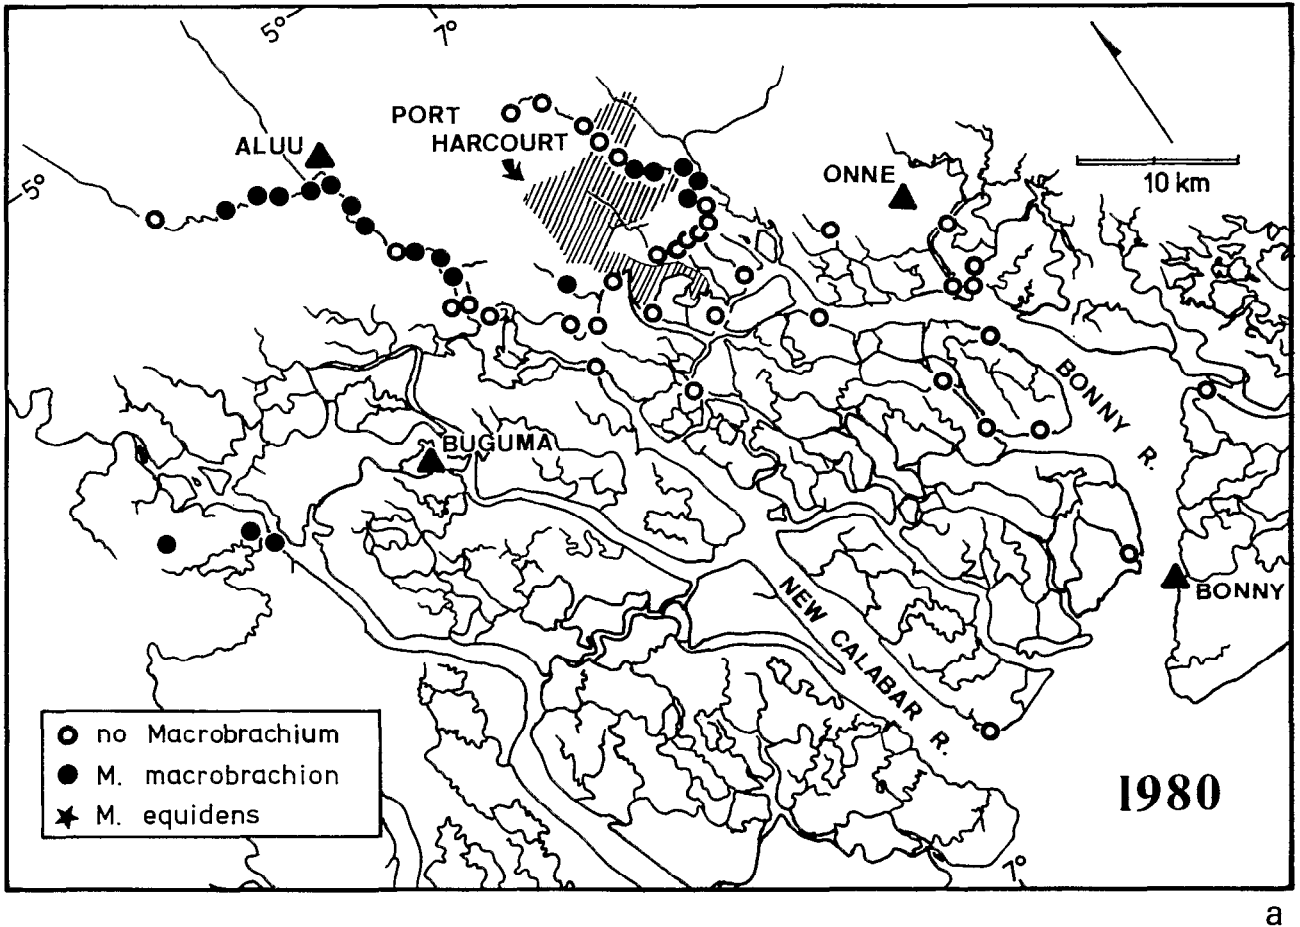 5°
7°
PORT
HARCOURT
ALUU
ONNE
5°
10 km
BONNY R.
BUGUMA
BONNY
NEW CALABAR R.
no Macrobrachium
M. macrobrachion
M. equidens
1980
7°
a